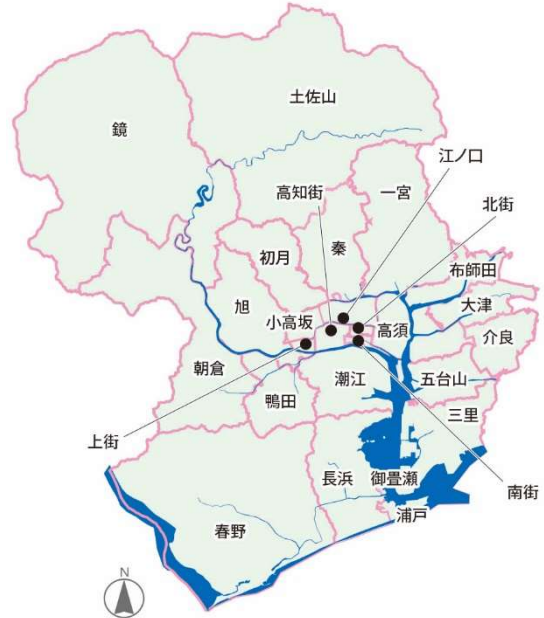 土佐山
鏡
江ノ口
高知街
一宮
北街
秦
初月
布師田
旭
大津
小高坂
高須
介良
朝倉
潮江
五台山
鴨田
三里
上街
長浜
御畳瀬
南街
浦戸
春野
N